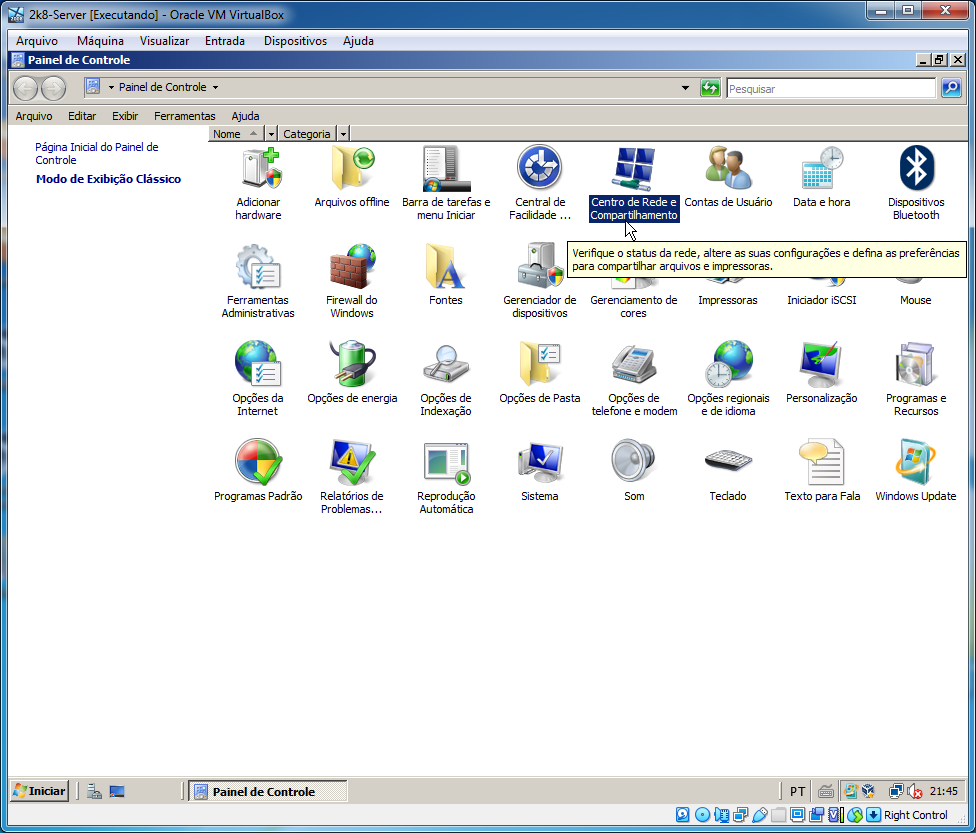 2k8-Server [Executando] - Oracle VM VirtualBox
Arquivo Máquina Visualizar Entrada Dispositivos Ajuda
Painel de Controle
Painel de Controle
Pesquisar
Arquivo Editar Exibir Ferramentas Ajuda
Página Inicial do Painel de
Controle
Modo de Exibição Clássico
Nome Categoria
Adicionar
hardware
Arquivos offline
Barra de tarefas e
menu Iniciar
Central de
Facilidade ...
Centro de Rede e
Compartilhamento
Contas de Usuário
Data e hora
Dispositivos
Bluetooth
Verifique o status da rede, altere as suas configurações e defina as preferências
para compartilhar arquivos e impressoras.
Ferramentas
Administrativas
Firewall do
Windows
Fontes
Gerenciador de
dispositivos
Gerenciamento de
cores
Impressoras
Iniciador iSCSI
Mouse
Opções da
Internet
Opções de energia
Opções de
Indexação
Opções de Pasta
Opções de
telefone e modem
Opções regionais
e de idioma
Personalização
Programas e
Recursos
Programas Padrão
Relatórios de
Problemas...
Reprodução
Automática
Sistema
Som
Teclado
Texto para Fala
Windows Update
Iniciar
Painel de Controle
PT
21:45
Right Control